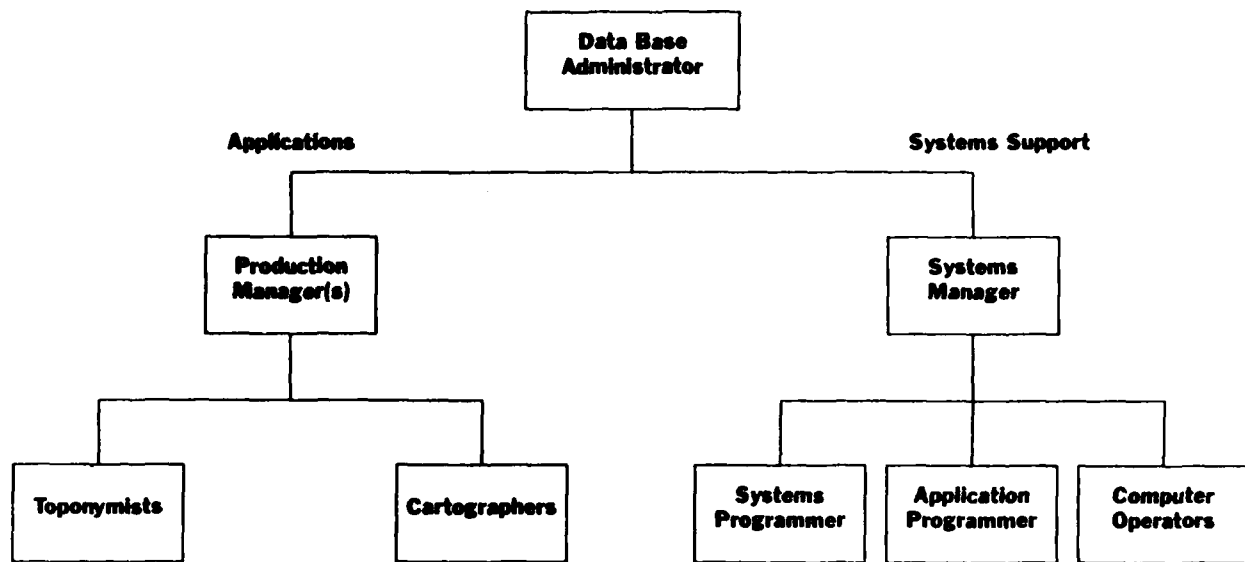 Data Base
Administrator
Applications
Systems Support
Production
Manager(s)
Systems
Manager
Toponymists
Cartographers
Systems
Programmer
Application
Programmer
Computer
Operators